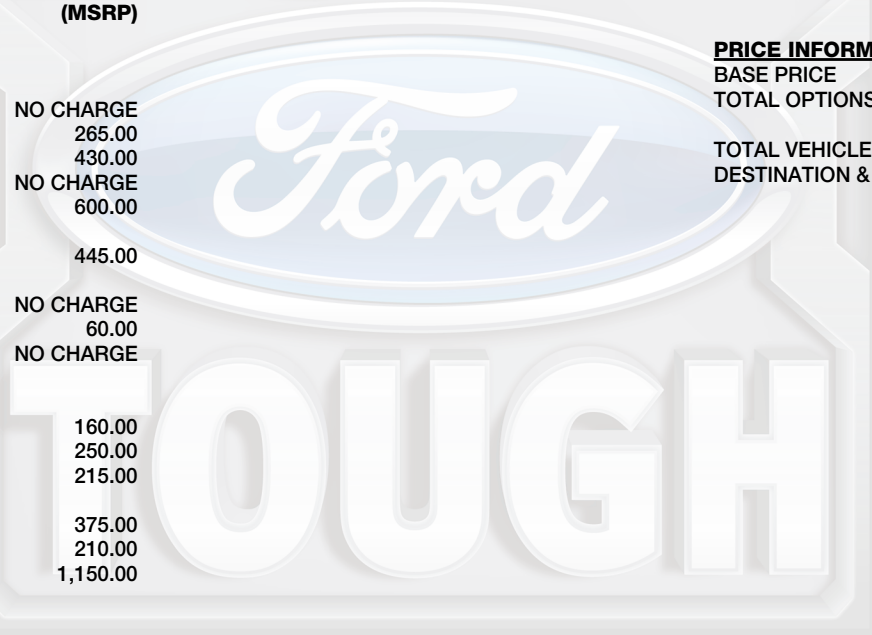 (MSRP)
NO CHARGE
265.00
430.00
NO CHARGE
600.00
445.00
NO CHARGE
60.00
NO CHARGE
160.00
250.00
215.00
375.00
210.00
1,150.00
PRICE INFORM
BASE PRICE
TOTAL OPTIONS
TOTAL VEHICLE
DESTINATION &
Ford
TOUGH